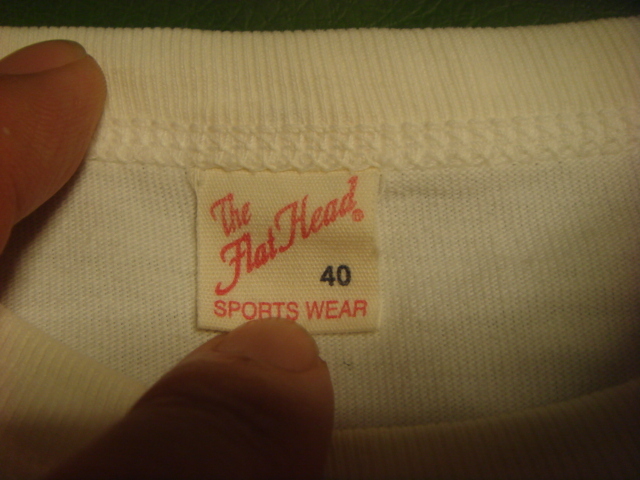 The
Flat Head®
40
SPORTS WEAR